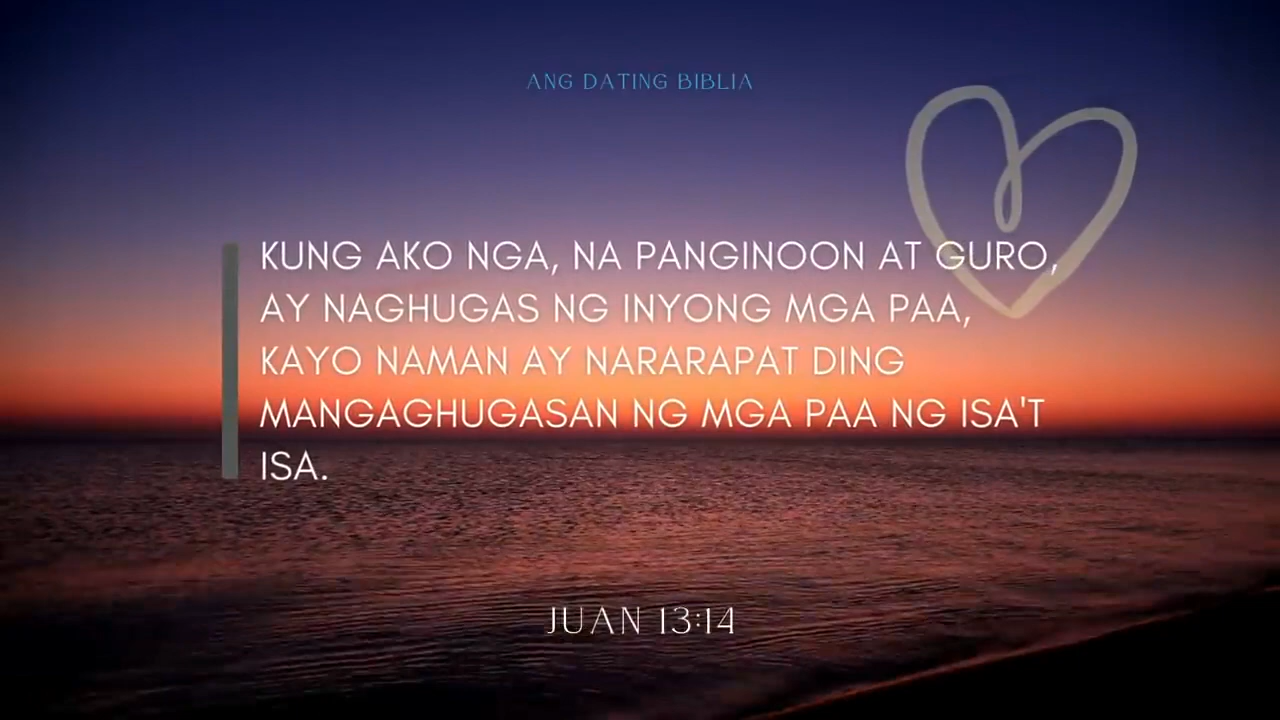 ANG DATING BIBLIA
KUNG AKO NGA, NA PANGINOON AT GURO,
AY NAGHUGAS NG INYONG MGA PAA,
KAYO NAMAN AY NARARAPAT DING
MANGAGHUGASAN NG MGA PAA NG ISA'T
ISA.
JUAN 13:14